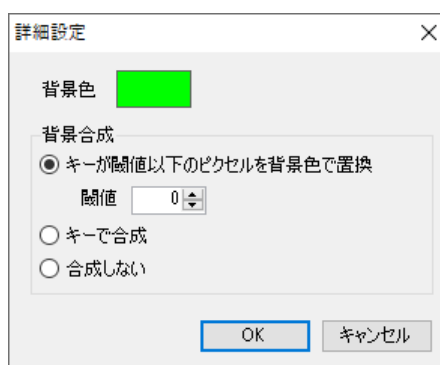 詳細設定
背景色
背景合成
キーが閾値以下のピクセルを背景色で置換
閾値 0
キーで合成
合成しない
OK キャンセル